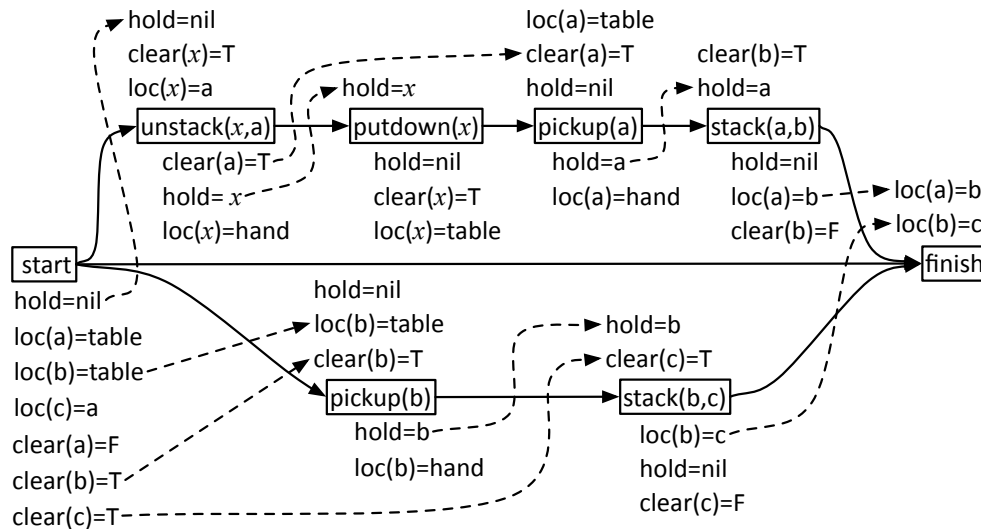 hold=nil
clear(x)=T
loc(x)=a
unstack(x,a)
clear(a)=T
hold= x
loc(x)=hand
hold=x
putdown(x)
hold=nil
clear(x)=T
loc(x)=table
loc(a)=table
clear(a)=T
hold=nil
pickup(a)
hold=a
loc(a)=hand
clear(b)=T
hold=a
stack(a,b)
hold=nil
loc(a)=b
clear(b)=F
loc(a)=b
loc(b)=c
finish
start
hold=nil
loc(a)=table
loc(b)=table
loc(c)=a
clear(a)=F
clear(b)=T
clear(c)=T
hold=nil
loc(b)=table
clear(b)=T
pickup(b)
hold=b
loc(b)=hand
hold=b
clear(c)=T
stack(b,c)
loc(b)=c
hold=nil
clear(c)=F